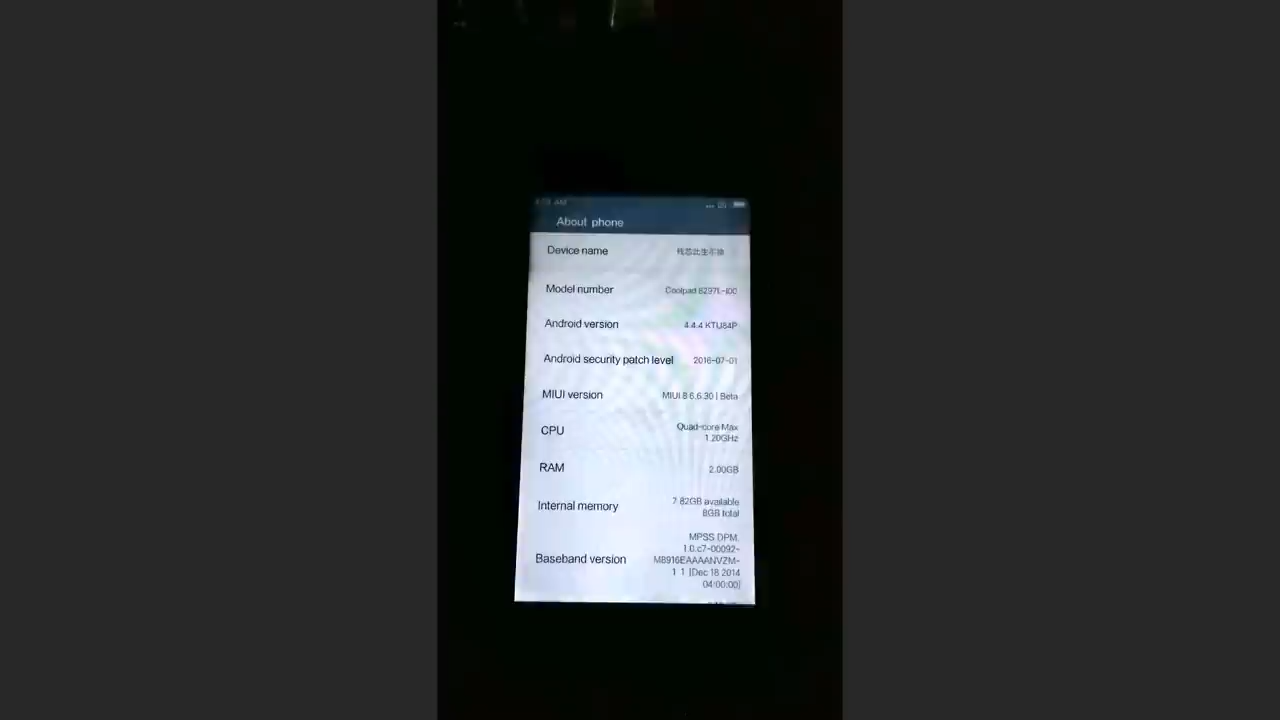 About phone
Device name
Model number
Coolpad 8297L-I00
Android version
4.4.4 KTU84P
Android security patch level
2016-07-01
MIUI version
MIUI 8 6.6.30 | Beta
CPU
Quad-core Max
1.20GHz
RAM
2.00GB
Internal memory
7.82GB available
8GB total
Baseband version
MPSS.DPM.
1.0.c7-00092-
M8916EAAAANVZM-
1 1 [Dec 18 2014
04:00:00]